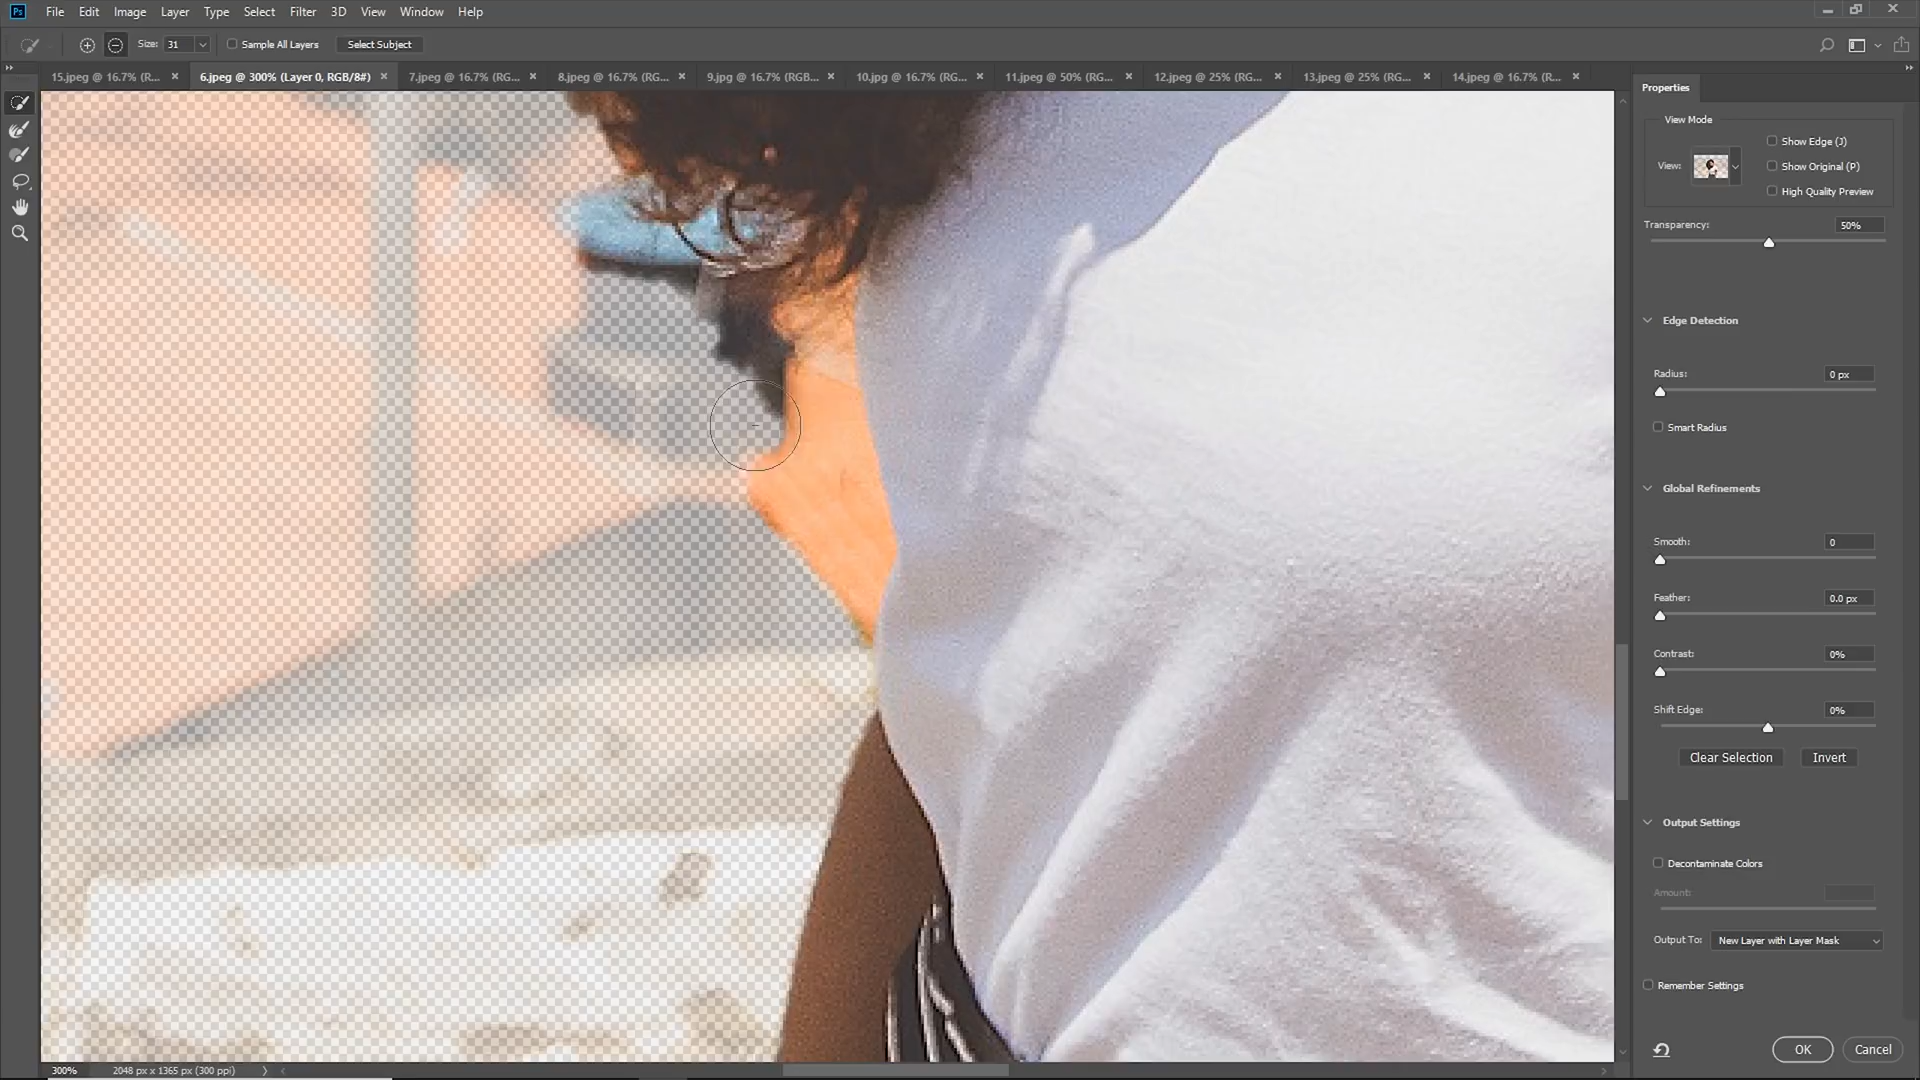 Ps File Edit Image Layer Type Select Filter 3D View Window Help
Size: 31 Sample All Layers Select Subject
15.jpeg @ 16.7% (R... 6.jpeg @ 300% (Layer 0, RGB/8#) 7.jpeg @ 16.7% (RG... 8.jpeg @ 16.7% (RG... 9.jpg @ 16.7% (RGB... 10.jpg @ 16.7% (RG... 11.jpeg @ 50% (RG... 12.jpeg @ 25% (RG... 13.jpeg @ 25% (RG... 14.jpeg @ 16.7% (R...
Properties
View Mode
Show Edge (J)
View:
Show Original (P)
High Quality Preview
Transparency: 50%
Edge Detection
Radius: 0 px
Smart Radius
Global Refinements
Smooth: 0
Feather: 0.0 px
Contrast: 0%
Shift Edge: 0%
Clear Selection Invert
Output Settings
Decontaminate Colors
Amount:
Output To: New Layer with Layer Mask
Remember Settings
OK Cancel
300% 2048 px x 1365 px (300 ppi)